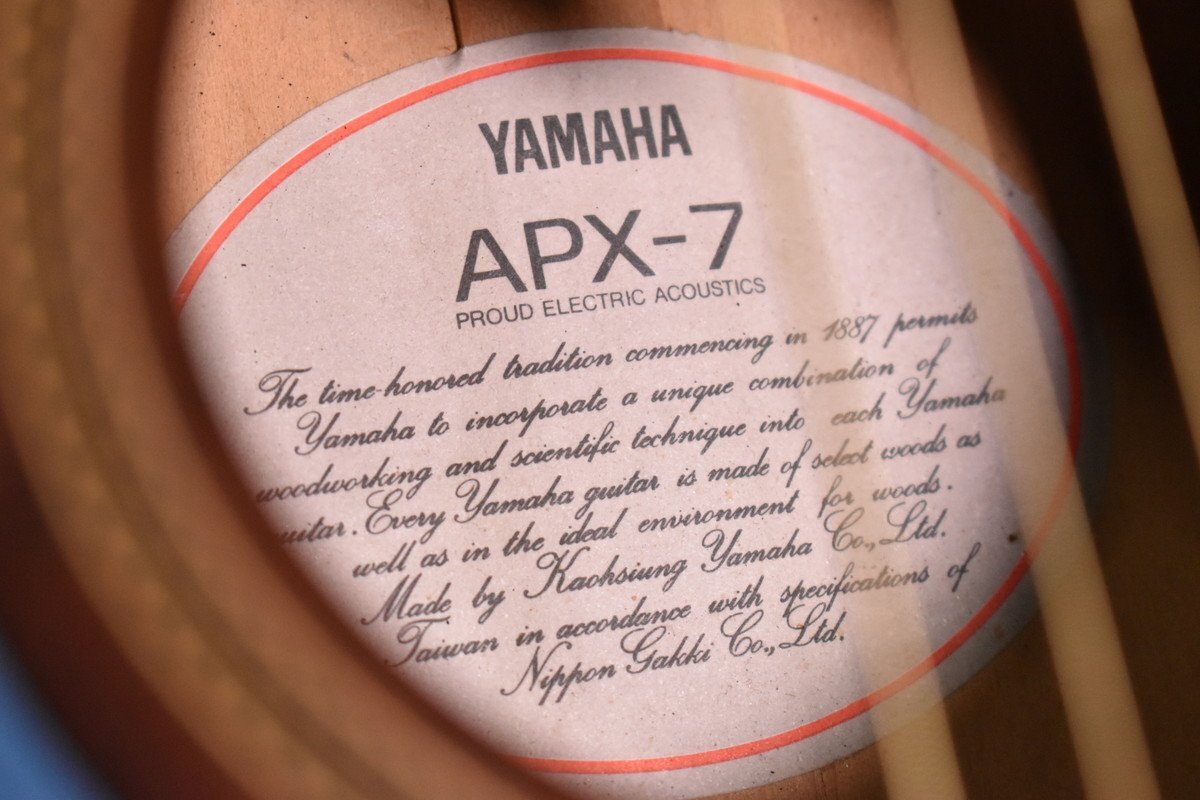 YAMAHA
APX-7
PROUD ELECTRIC ACOUSTICS
The time-honored tradition commencing in 1887 permits
Yamaha to incorporate a unique combination of
woodworking and scientific technique into each Yamaha
guitar. Every Yamaha guitar is made of select woods as
well as in the ideal environment for woods.
Made by Kaohsiung Yamaha Co., Ltd.
Taiwan in accordance with specifications of
Nippon Gakki Co., Ltd.